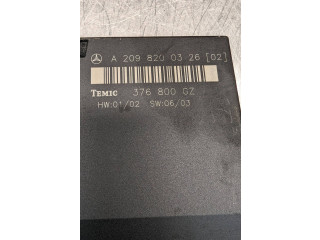 A 209 820 03 26 [02]
TEMIC 376 800 GZ
HW:01/02 SW:06/03